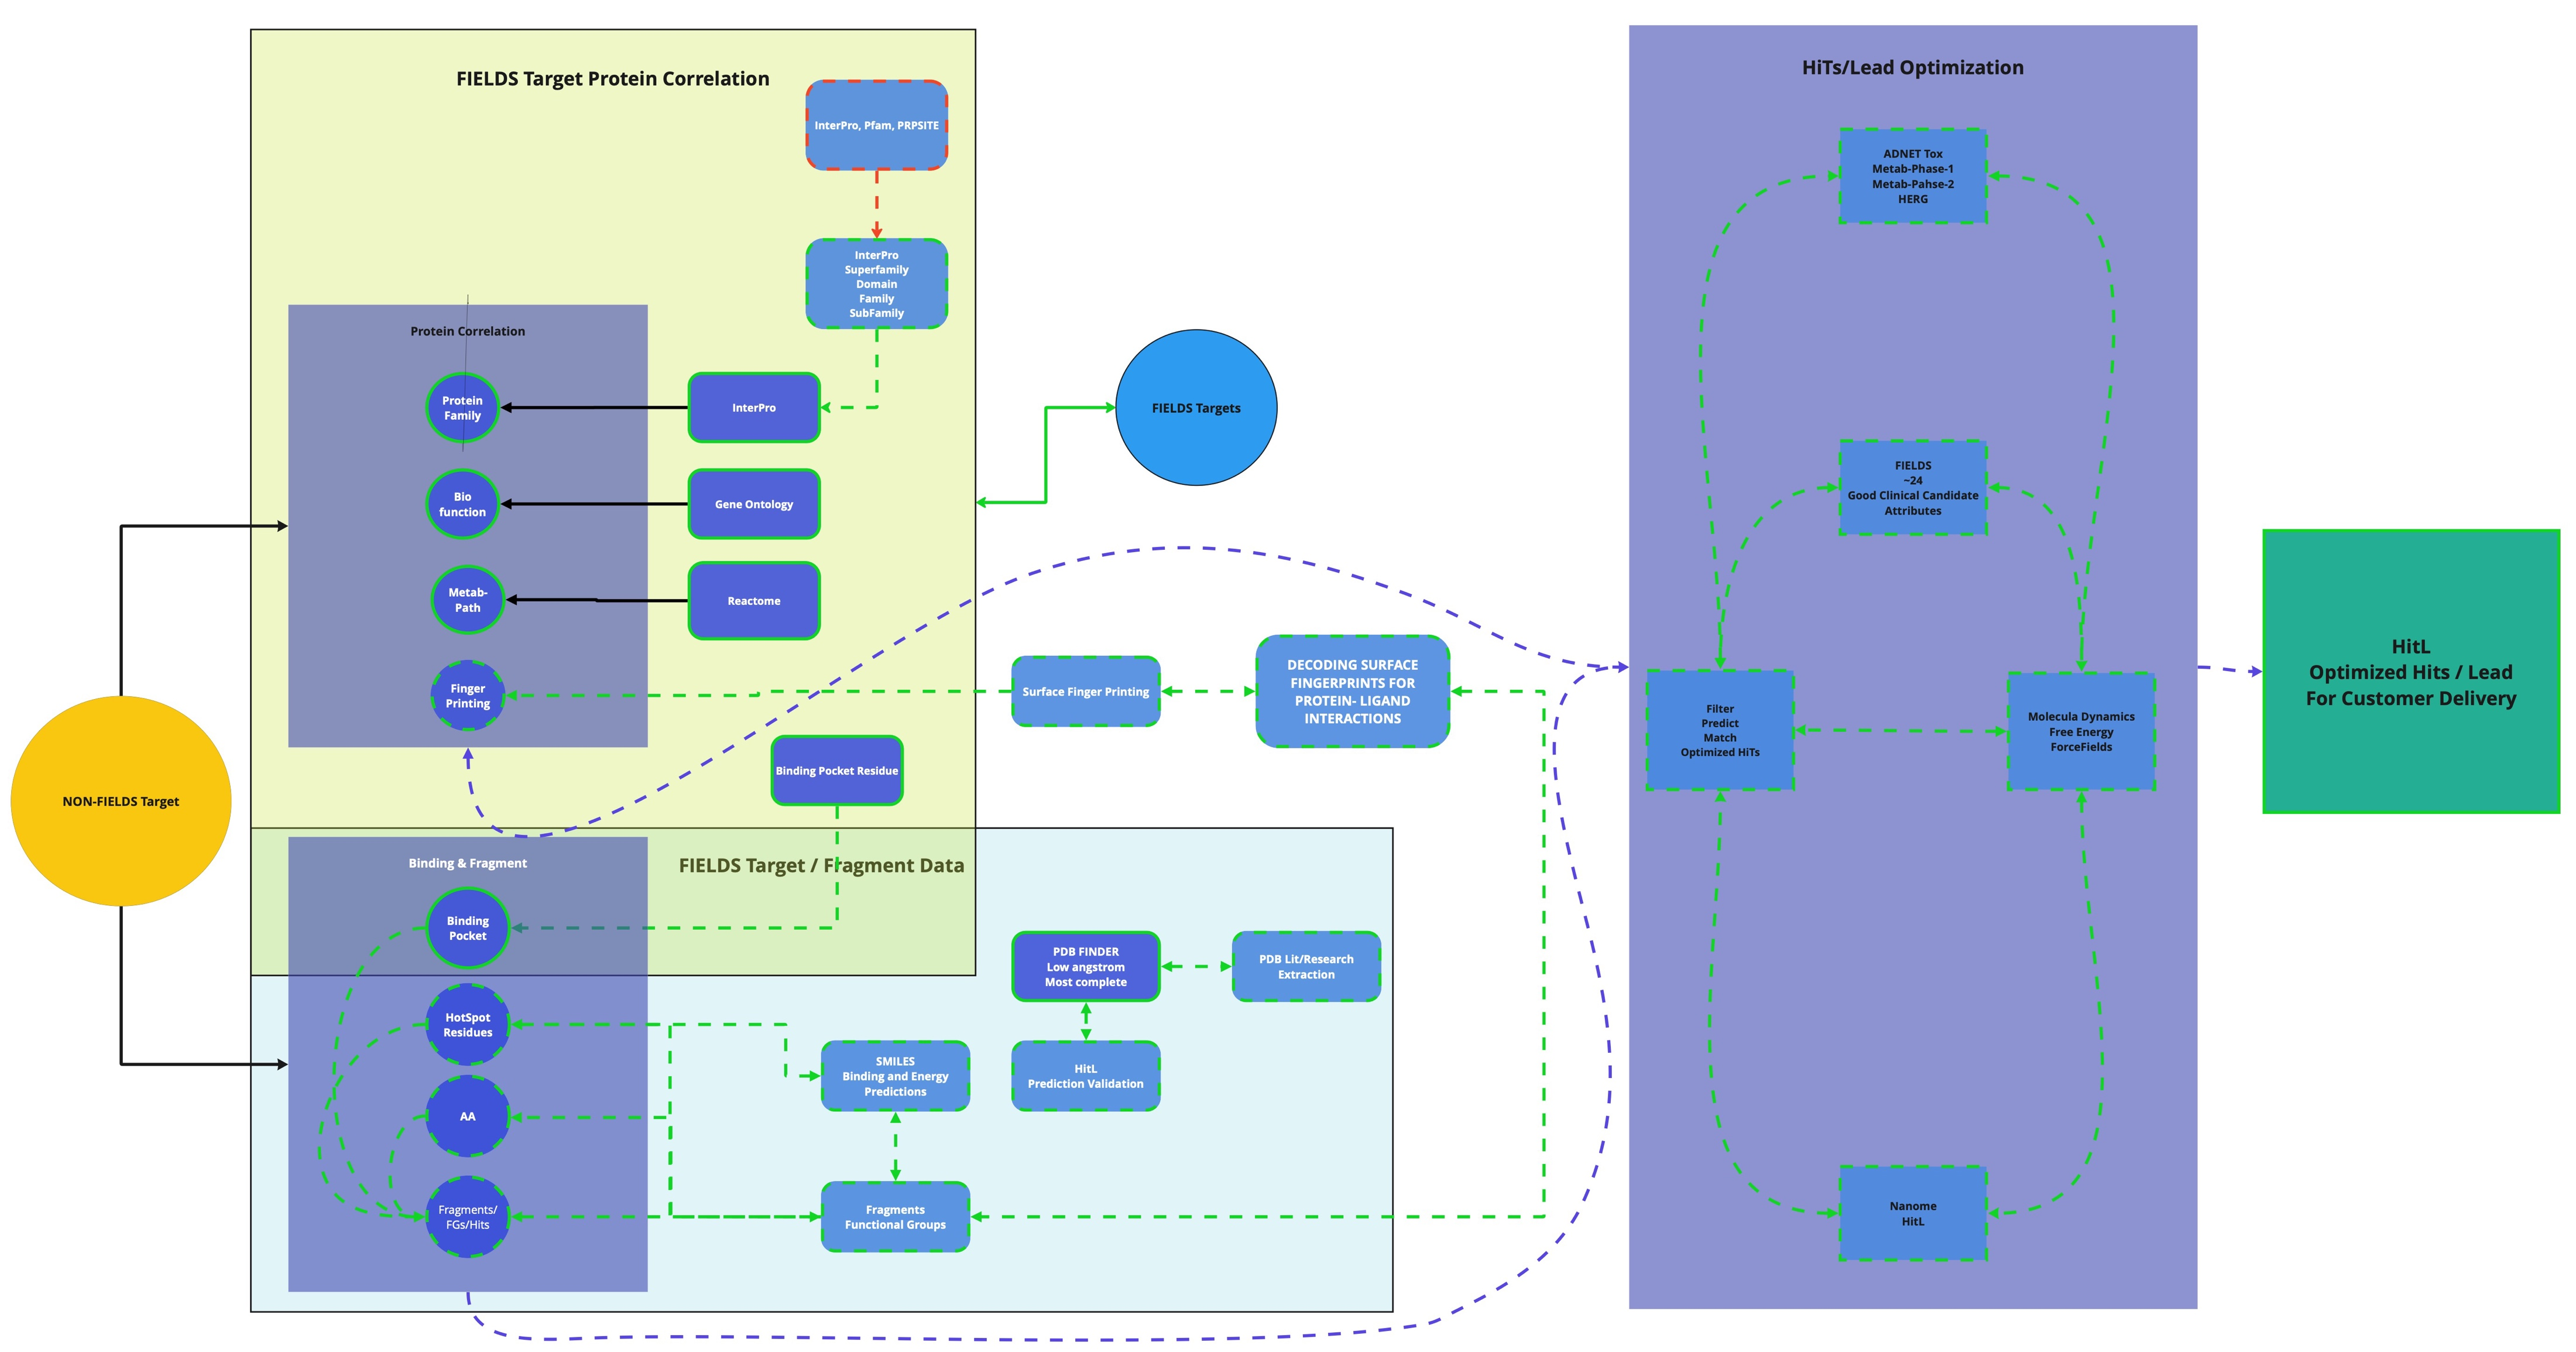 FIELDS Target Protein Correlation
InterPro, Pfam, PRPSITE
InterPro
Superfamily
Domain
Family
SubFamily
Protein Correlation
Protein
Family
InterPro
Bio
function
Gene Ontology
Metab-
Path
Reactome
Finger
Printing
Surface Finger Printing
DECODING SURFACE
FINGERPRINTS FOR
PROTEIN- LIGAND
INTERACTIONS
Binding Pocket Residue
FIELDS Targets
NON-FIELDS Target
Binding & Fragment
FIELDS Target / Fragment Data
Binding
Pocket
HotSpot
Residues
AA
Fragments/
FGs/Hits
PDB FINDER
Low angstrom
Most complete
PDB Lit/Research
Extraction
SMILES
Binding and Energy
Predictions
HitL
Prediction Validation
Fragments
Functional Groups
HiTs/Lead Optimization
ADNET Tox
Metab-Phase-1
Metab-Pahse-2
HERG
FIELDS
~24
Good Clinical Candidate
Attributes
Filter
Predict
Match
Optimized HiTs
Molecula Dynamics
Free Energy
ForceFields
Nanome
HitL
HitL
Optimized Hits / Lead
For Customer Delivery